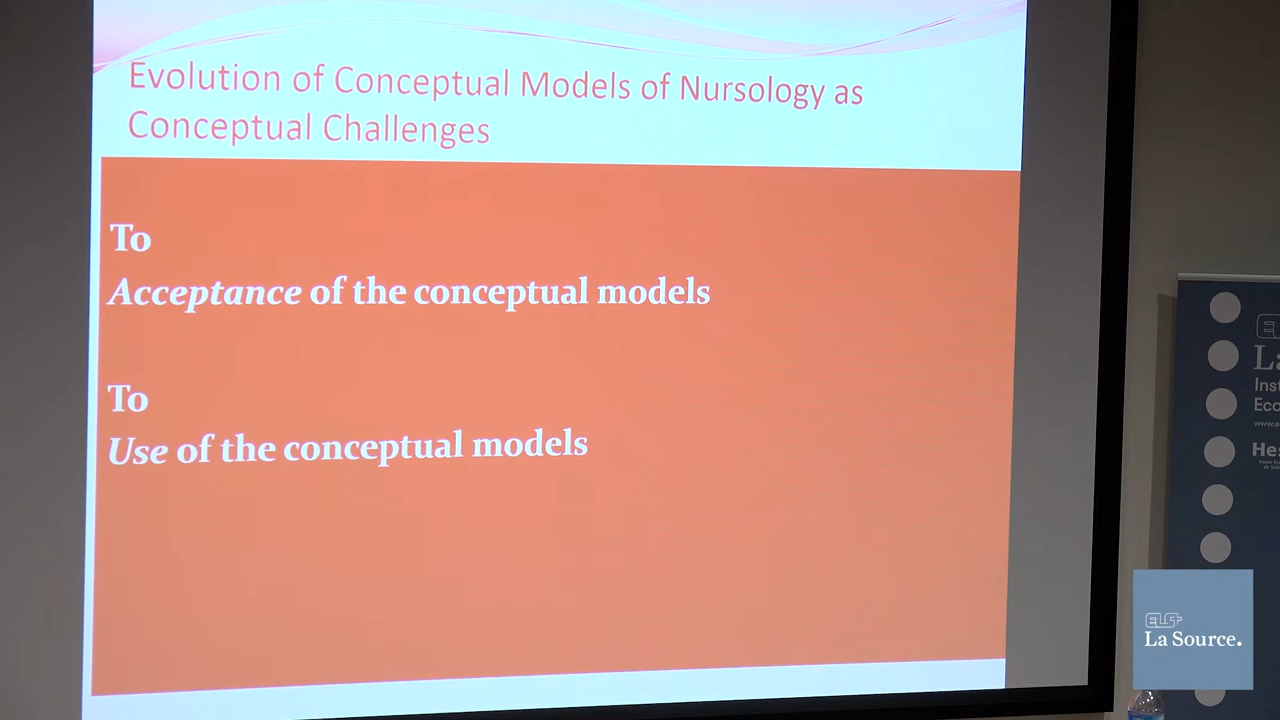 Evolution of Conceptual Models of Nursology as
Conceptual Challenges
To
Acceptance of the conceptual models
To
Use of the conceptual models
La Source.